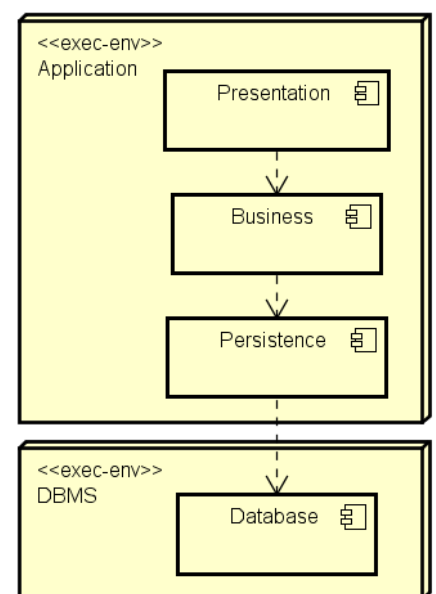 <<exec-env>>
Application
Presentation
Business
Persistence
<<exec-env>>
DBMS
Database